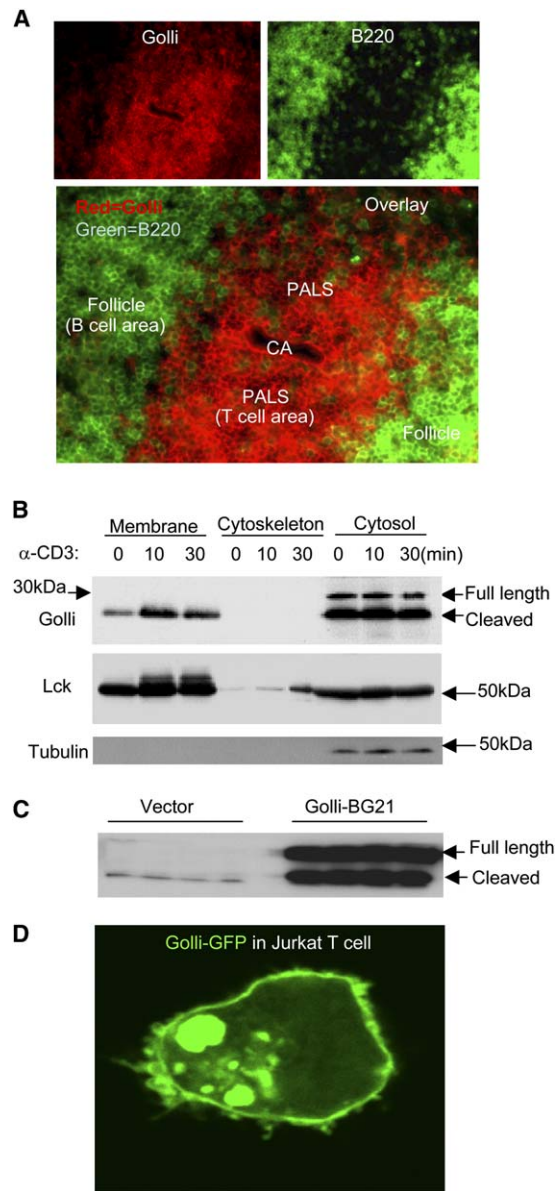 A
Golli
B220
Red=Golli
Green=B220
Overlay
PALS
Follicle
(B cell area)
CA
PALS
(T cell area)
Follicle
B
Membrane Cytoskeleton Cytosol
α-CD3: 0 10 30 0 10 30 0 10 30(min)
30kDa
Golli
Full length
Cleaved
Lck
50kDa
Tubulin
50kDa
C
Vector Golli-BG21
Full length
Cleaved
D
Golli-GFP in Jurkat T cell